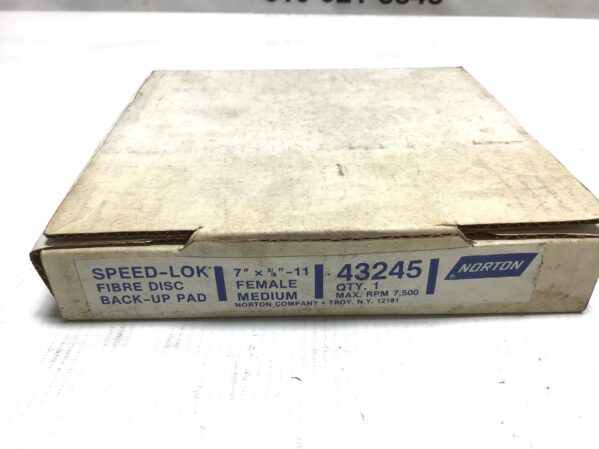 SPEED-LOK
FIBRE DISC
BACK-UP PAD
7" x 5/8"-11
FEMALE
MEDIUM
NORTON COMPANY • TROY, N.Y. 12181
43245
QTY. 1
MAX. RPM 7,500
NORTON